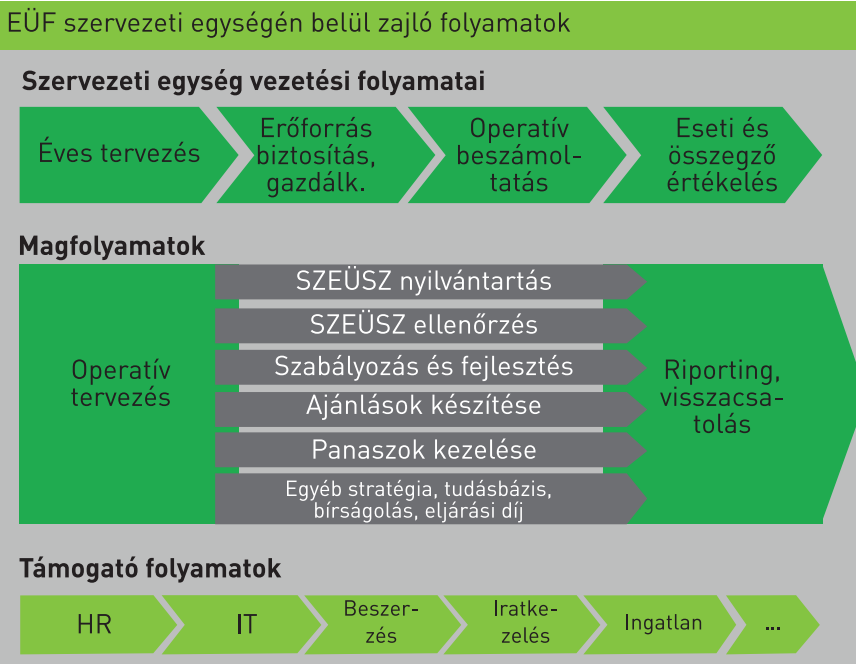 EÜF szervezeti egységén belül zajló folyamatok
Szervezeti egység vezetési folyamatai
Éves tervezés
Erőforrás
biztosítás,
gazdálk.
Operatív
beszámol-
tatás
Eseti és
összegző
értékelés
Magfolyamatok
Operatív
tervezés
SZEÜSZ nyilvántartás
SZEÜSZ ellenőrzés
Szabályozás és fejlesztés
Ajánlások készítése
Panaszok kezelése
Egyéb stratégia, tudásbázis,
bírságolás, eljárási díj
Riporting,
visszacsa-
tolás
Támogató folyamatok
HR
IT
Beszer-
zés
Iratke-
zelés
Ingatlan
...